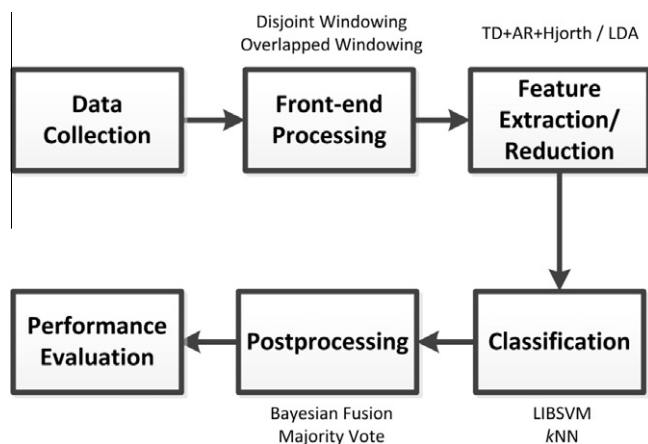 Disjoint Windowing
Overlapped Windowing
TD+AR+Hjorth / LDA
Data
Collection
Front-end
Processing
Feature
Extraction/
Reduction
Performance
Evaluation
Postprocessing
Classification
Bayesian Fusion
Majority Vote
LIBSVM
kNN